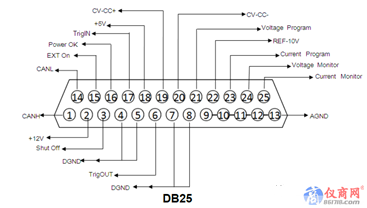 CV-CC+
CV-CC-
+5V
Voltage Program
TrigIN
REF-10V
Power OK
Current Program
EXT On
Voltage Monitor
CANL
Current Monitor
14 15 16 17 18 19 20 21 22 23 24 25
CANH
1 2 3 4 5 6 7 8 9 10 11 12 13
AGND
+12V
Shut Off
DGND
TrigOUT
DGND
DB25
仪商网